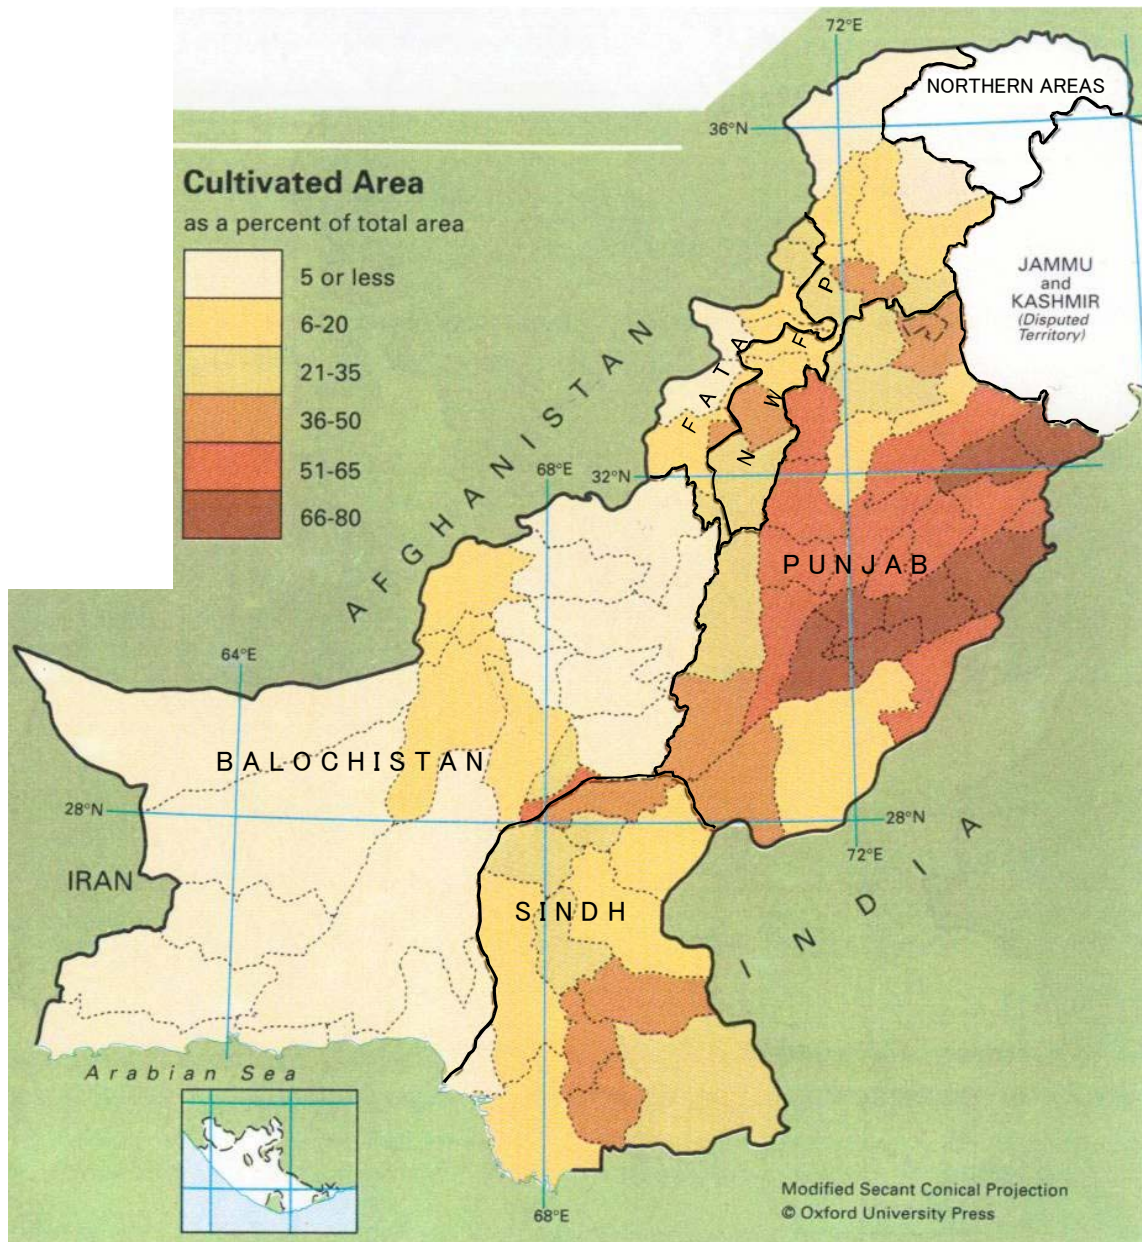 72°E
NORTHERN AREAS
36°N
Cultivated Area
as a percent of total area
5 or less
6-20
21-35
36-50
51-65
66-80
JAMMU
and
KASHMIR
(Disputed
Territory)
AFGHANISTAN
FATA
NWFP
68°E
32°N
PUNJAB
64°E
BALOCHISTAN
28°N
28°N
72°E
IRAN
SINDH
INDIA
Arabian Sea
68°E
Modified Secant Conical Projection
© Oxford University Press